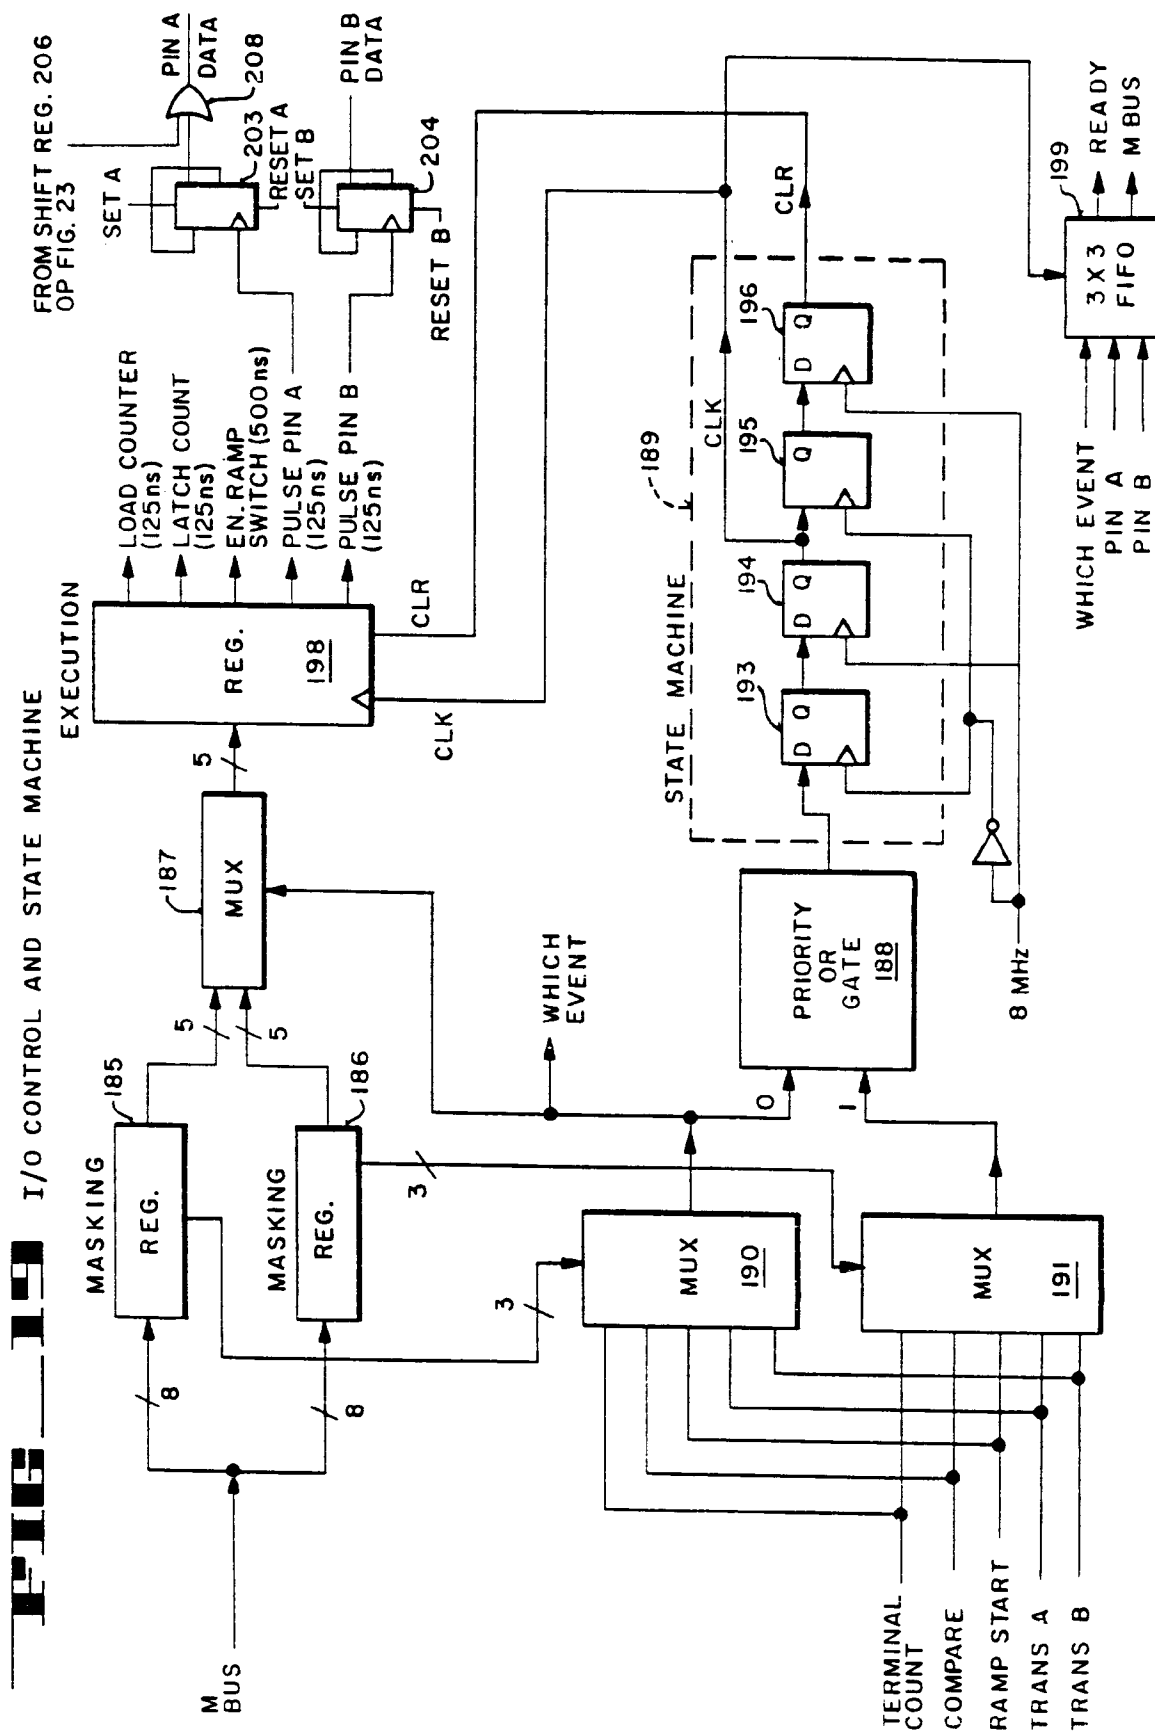 FIG_19
I/O CONTROL AND STATE MACHINE
M
BUS
8
8
MASKING
REG.
185
MASKING
REG.
186
5
5
3
3
187
MUX
5
EXECUTION
REG.
198
CLK
CLR
LOAD COUNTER
(125ns)
LATCH COUNT
(125ns)
EN. RAMP
SWITCH (500ns)
PULSE PIN A
(125ns)
PULSE PIN B
(125ns)
FROM SHIFT REG. 206
OP FIG. 23
SET A
PIN A
DATA
208
203
RESET A
SET B
PIN B
DATA
204
RESET B
TERMINAL
COUNT
COMPARE
RAMP START
TRANS A
TRANS B
MUX
190
MUX
191
WHICH
EVENT
0
1
PRIORITY
OR
GATE
188
8 MHz
STATE MACHINE
189
193
D Q
194
D Q
195
Q
196
D Q
CLK
CLR
WHICH EVENT
PIN A
PIN B
3 X 3
FIFO
199
READY
M BUS